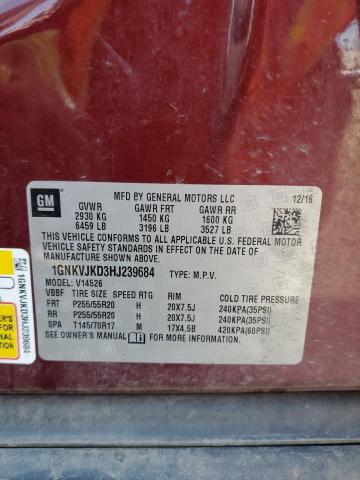 GM
MFD BY GENERAL MOTORS LLC
12/16
GVWR GAWR FRT GAWR RR
2930 KG 1450 KG 1600 KG
6459 LB 3196 LB 3527 LB
THIS VEHICLE CONFORMS TO ALL APPLICABLE U.S. FEDERAL MOTOR
VEHICLE SAFETY STANDARDS IN EFFECT ON THE DATE OF
MANUFACTURE SHOWN ABOVE.
1GNKVJKD3HJ239684 TYPE: M.P.V.
MODEL: V14526
VBBF TIRE SIZE SPEED RTG RIM COLD TIRE PRESSURE
FRT P255/55R20 H 20X7.5J 240KPA(35PSI)
RR P255/55R20 H 20X7.5J 240KPA(35PSI)
SPA T145/70R17 M 17X4.5B 420KPA(60PSI)
SEE OWNER'S MANUAL FOR MORE INFORMATION.
1GNKVJKD3HJ239684